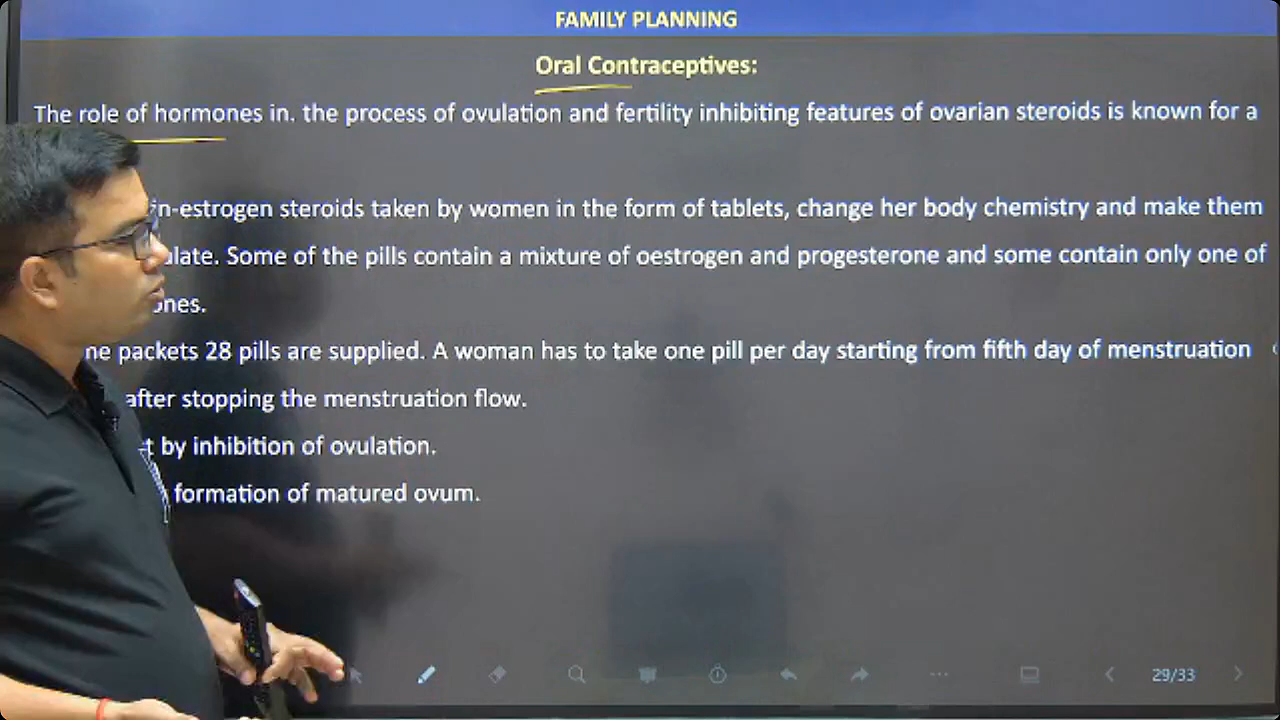 FAMILY PLANNING
Oral Contraceptives:
The role of hormones in. the process of ovulation and fertility inhibiting features of ovarian steroids is known for a
in-estrogen steroids taken by women in the form of tablets, change her body chemistry and make them
ulate. Some of the pills contain a mixture of oestrogen and progesterone and some contain only one of
ones.
ne packets 28 pills are supplied. A woman has to take one pill per day starting from fifth day of menstruation
after stopping the menstruation flow.
t by inhibition of ovulation.
formation of matured ovum.
29/33